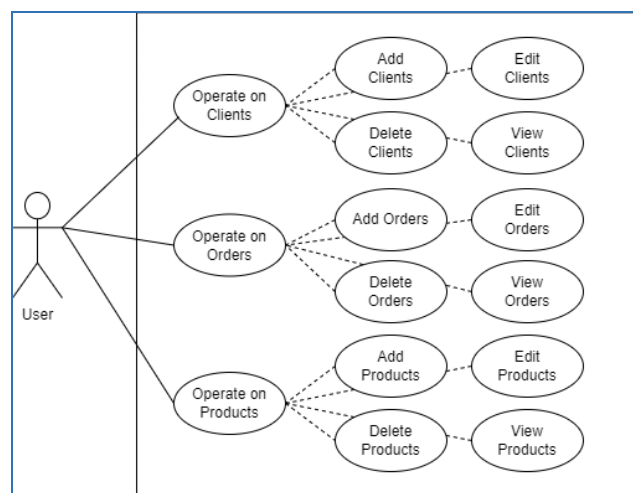 Add
Clients
Edit
Clients
Operate on
Clients
Delete
Clients
View
Clients
Add Orders
Edit
Orders
Operate on
Orders
Delete
Orders
View
Orders
User
Add
Products
Edit
Products
Operate on
Products
Delete
Products
View
Products